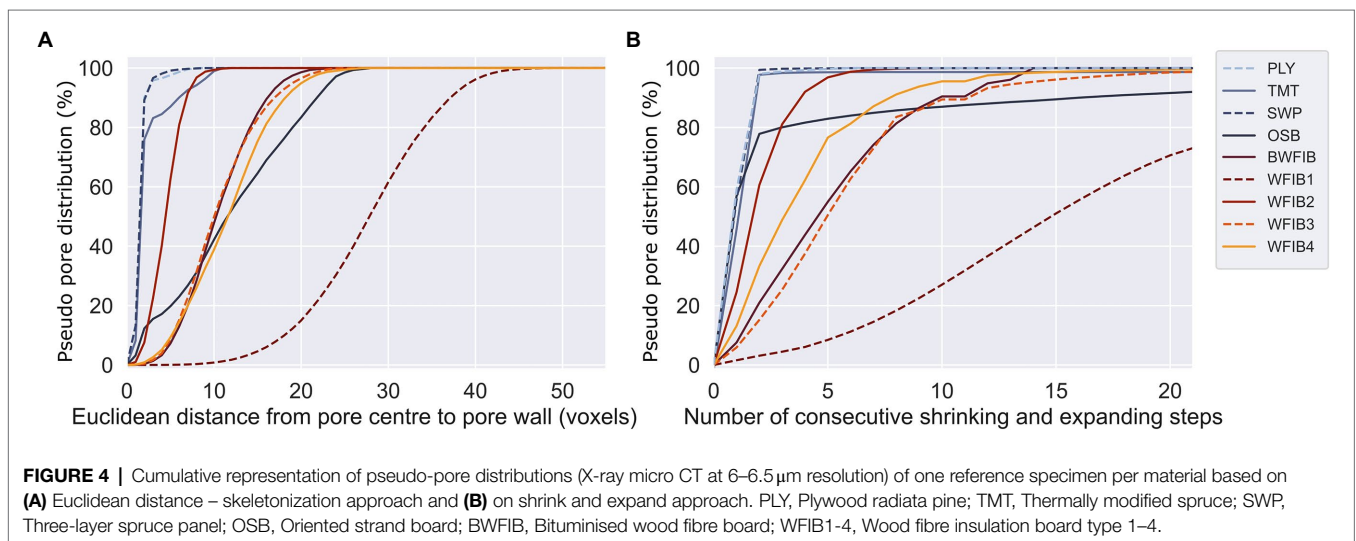 A
Pseudo pore distribution (%)
100
80
60
40
20
0
0 10 20 30 40 50
Euclidean distance from pore centre to pore wall (voxels)
B
Pseudo pore distribution (%)
100
80
60
40
20
0
0 5 10 15 20
Number of consecutive shrinking and expanding steps
PLY
TMT
SWP
OSB
BWFIB
WFIB1
WFIB2
WFIB3
WFIB4
FIGURE 4 | Cumulative representation of pseudo-pore distributions (X-ray micro CT at 6–6.5 μm resolution) of one reference specimen per material based on
(A) Euclidean distance – skeletonization approach and (B) on shrink and expand approach. PLY, Plywood radiata pine; TMT, Thermally modified spruce; SWP,
Three-layer spruce panel; OSB, Oriented strand board; BWFIB, Bituminised wood fibre board; WFIB1-4, Wood fibre insulation board type 1–4.